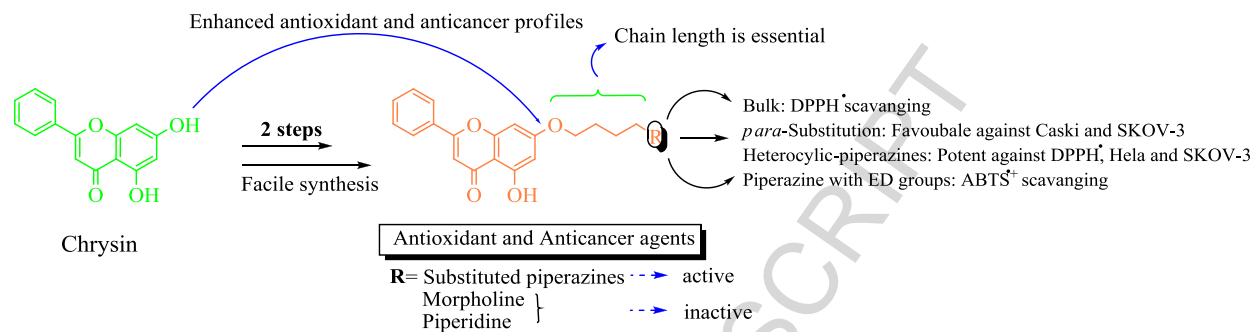 Enhanced antioxidant and anticancer profiles
Chain length is essential
OH
O
O
OH
Chrysin
2 steps
Facile synthesis
O
O
O
OH
R
Bulk: DPPH• scavanging
para-Substitution: Favoubale against Caski and SKOV-3
Heterocylic-piperazines: Potent against DPPH•, Hela and SKOV-3
Piperazine with ED groups: ABTS•+ scavanging
Antioxidant and Anticancer agents
R= Substituted piperazines
active
Morpholine
Piperidine
inactive
SCRIPT